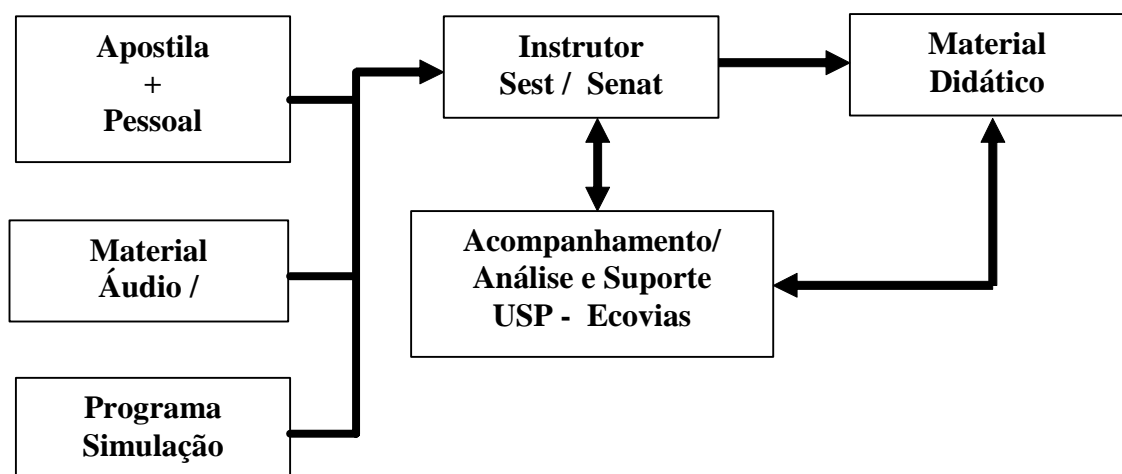 Apostila
+
Pessoal
Instrutor
Sest / Senat
Material
Didático
Material
Áudio /
Acompanhamento/
Análise e Suporte
USP - Ecovias
Programa
Simulação